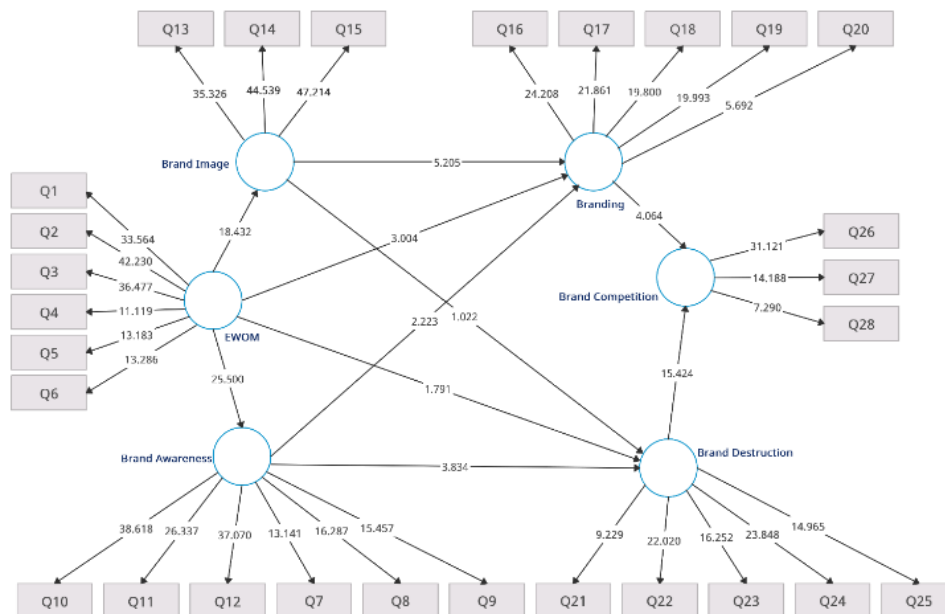 Q13 Q14 Q15 Q16 Q17 Q18 Q19 Q20
35.326 44.539 47.214 24.208 21.861 19.800 19.993 5.692
Brand Image
5.205
Branding
Q1
Q2
Q3
Q4
Q5
Q6
33.564
42.230
36.477
11.119
13.183
13.286
18.432
EWOM
3.004
4.064
2.223
1.022
Brand Competition
31.121
14.188
7.290
Q26
Q27
Q28
25.500
1.791
15.424
Brand Awareness
3.834
Brand Destruction
38.618 26.337 37.070 13.141 16.287 15.457
9.229 22.020 16.252 23.848 14.965
Q10 Q11 Q12 Q7 Q8 Q9 Q21 Q22 Q23 Q24 Q25